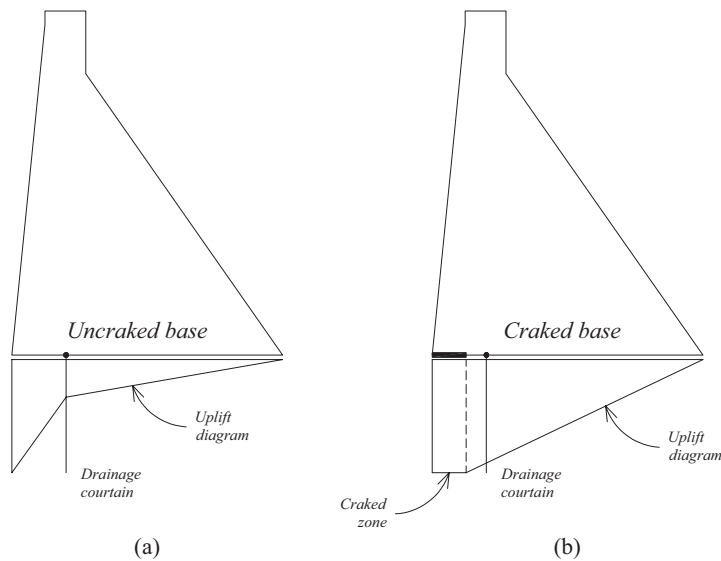 Uncraked base
Uplift
diagram
Drainage
courtain
(a)
Craked base
Uplift
diagram
Drainage
courtain
Craked
zone
(b)